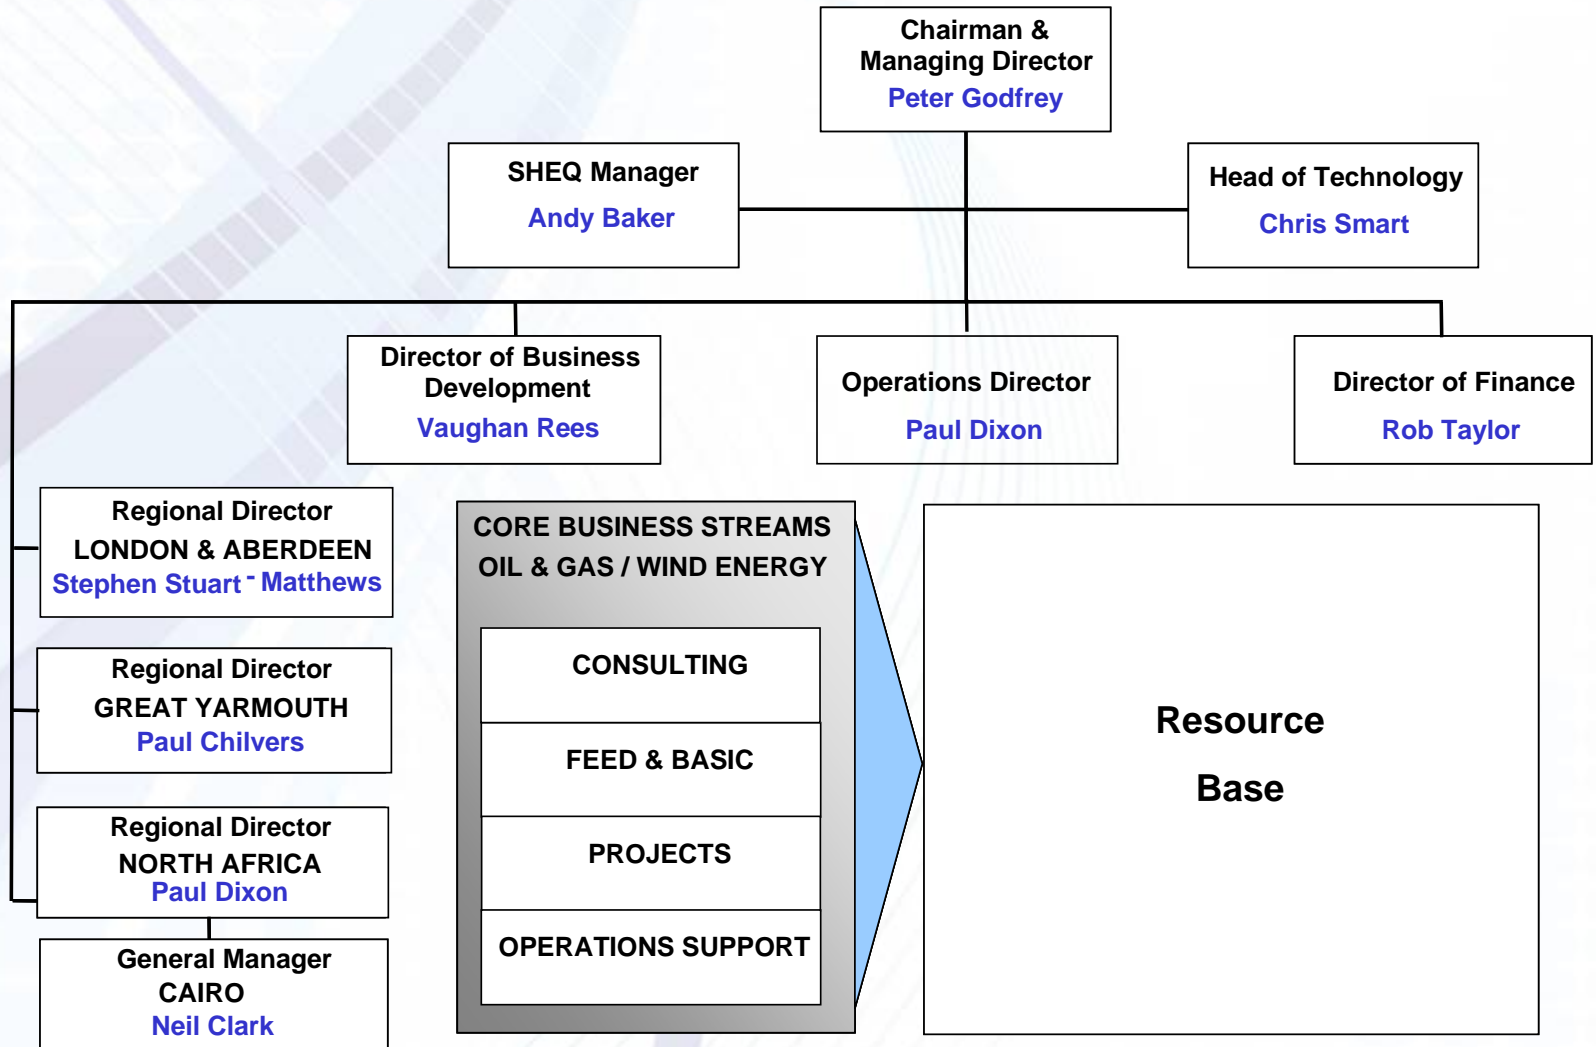 Chairman &
Managing Director
Peter Godfrey
SHEQ Manager
Andy Baker
Head of Technology
Chris Smart
Director of Business
Development
Vaughan Rees
Operations Director
Paul Dixon
Director of Finance
Rob Taylor
Regional Director
LONDON & ABERDEEN
Stephen Stuart - Matthews
Regional Director
GREAT YARMOUTH
Paul Chilvers
Regional Director
NORTH AFRICA
Paul Dixon
General Manager
CAIRO
Neil Clark
CORE BUSINESS STREAMS
OIL & GAS / WIND ENERGY
CONSULTING
FEED & BASIC
PROJECTS
OPERATIONS SUPPORT
Resource
Base